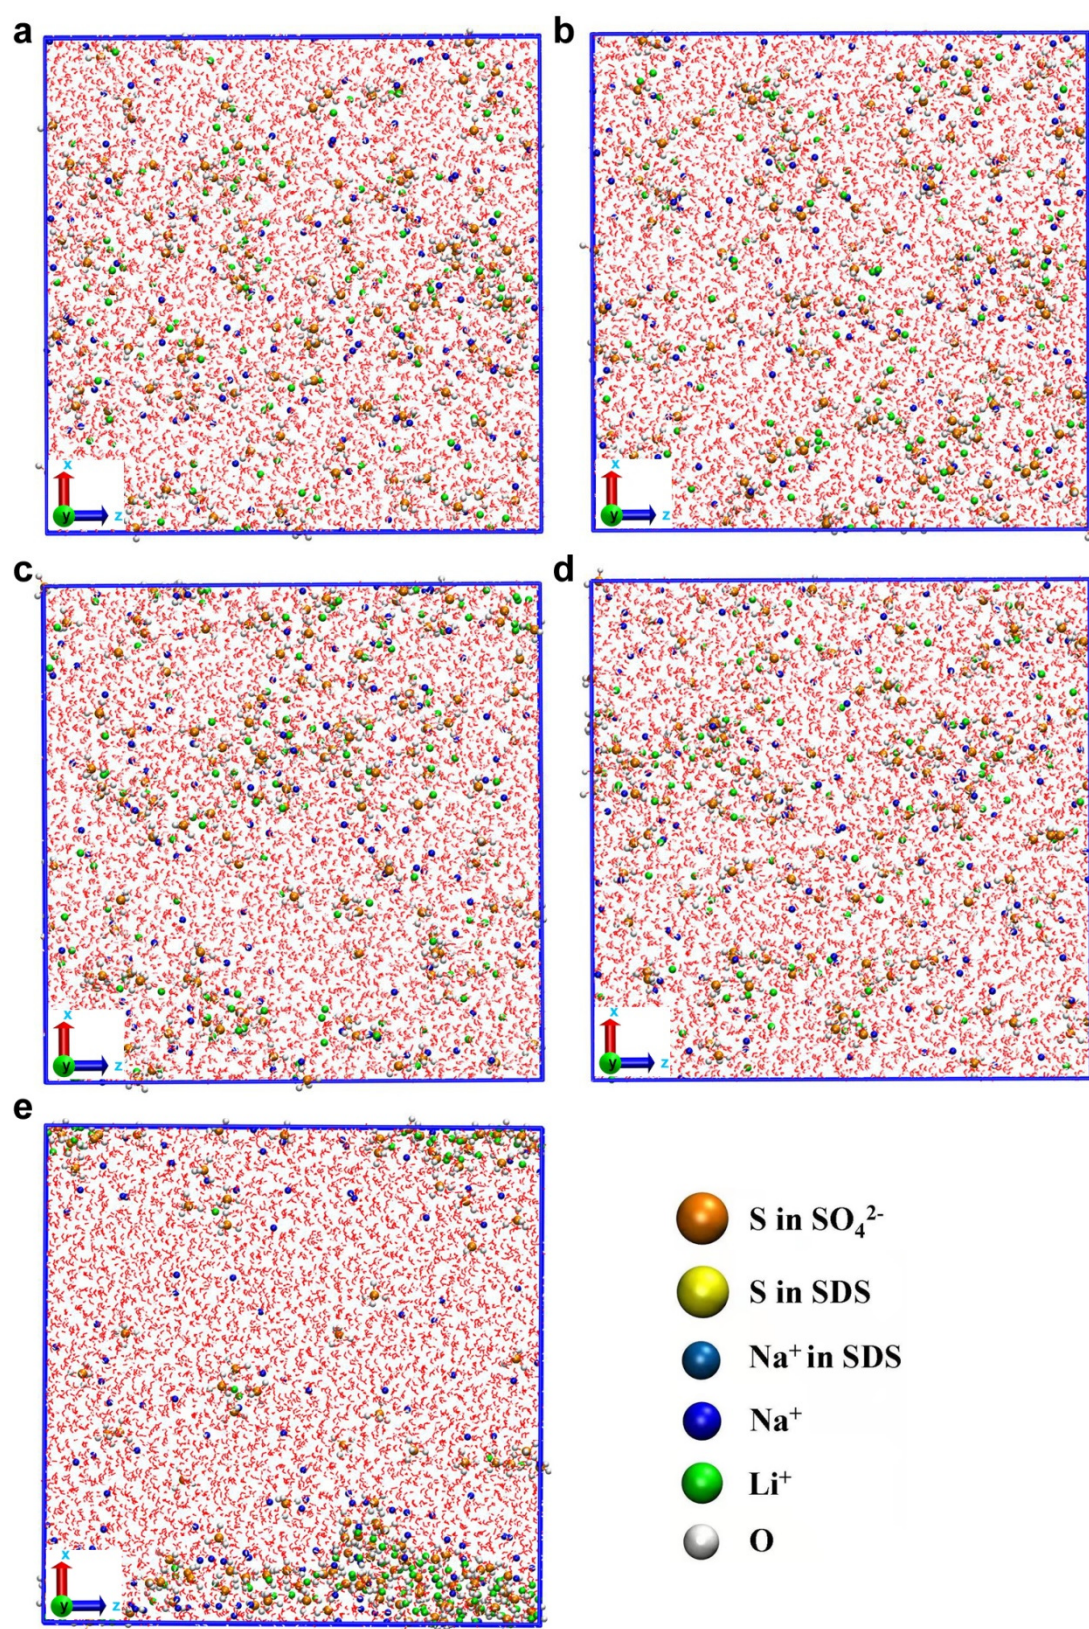 a
b
x
y z
x
y z
c
d
x
y z
x
y z
e
S in SO₄²⁻
S in SDS
Na⁺ in SDS
Na⁺
Li⁺
O
x
y z